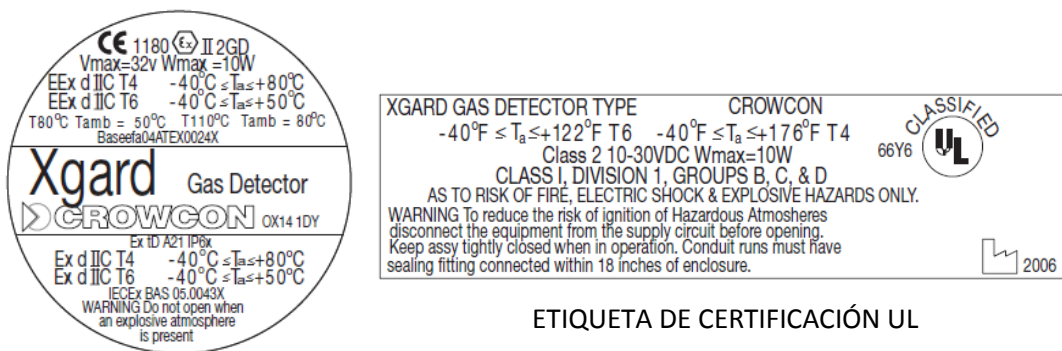 CE 1180 Ex II 2GD
Vmax=32v Wmax =10W
EEx d IIC T4 -40°C ≤Ta≤+80°C
EEx d IIC T6 -40°C ≤Ta≤+50°C
T80°C Tamb = 50°C T110°C Tamb = 80°C
Baseefa04ATEX0024X
Xgard Gas Detector
CROWCON OX14 1DY
Ex tD A21 IP6x
Ex d IIC T4 -40°C ≤Ta≤+80°C
Ex d IIC T6 -40°C ≤Ta≤+50°C
IECEx BAS 05.0043X
WARNING Do not open when
an explosive atmosphere
is present
XGARD GAS DETECTOR TYPE CROWCON
-40°F ≤ Ta≤+122°F T6 -40°F ≤Ta≤+176°F T4
Class 2 10-30VDC Wmax=10W
CLASS I, DIVISION 1, GROUPS B, C, & D
AS TO RISK OF FIRE, ELECTRIC SHOCK & EXPLOSIVE HAZARDS ONLY.
WARNING To reduce the risk of ignition of Hazardous Atmosheres
disconnect the equipment from the supply circuit before opening.
Keep assy tightly closed when in operation. Conduit runs must have
sealing fitting connected within 18 inches of enclosure.
CLASSIFIED
66Y6 UL
2006
ETIQUETA DE CERTIFICACIÓN UL